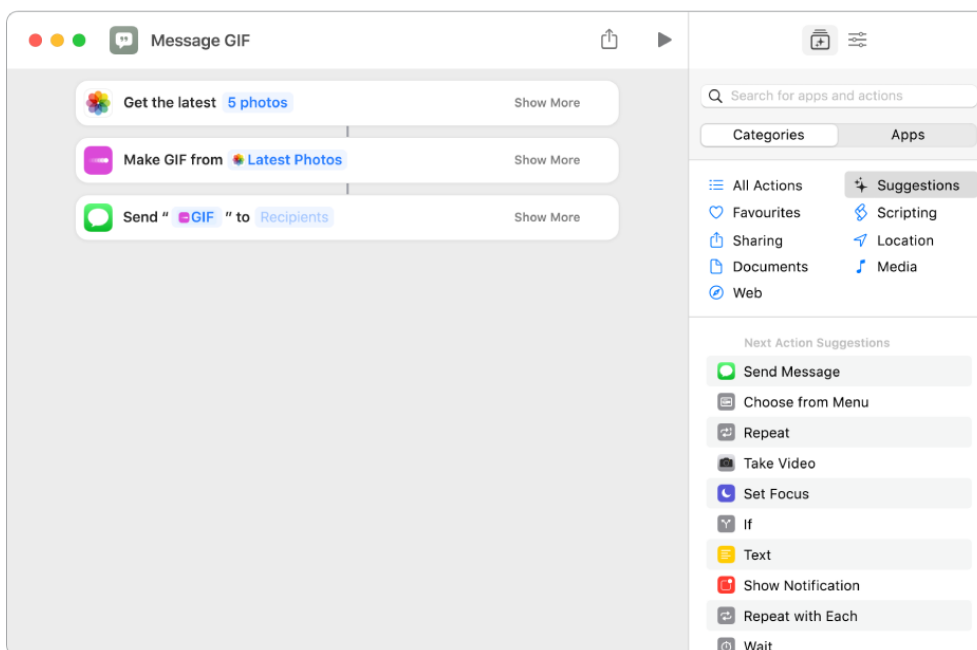 Message GIF
Get the latest 5 photos Show More
Make GIF from Latest Photos Show More
Send “ GIF ” to Recipients Show More
Search for apps and actions
Categories Apps
All Actions Suggestions
Favourites Scripting
Sharing Location
Documents Media
Web
Next Action Suggestions
Send Message
Choose from Menu
Repeat
Take Video
Set Focus
If
Text
Show Notification
Repeat with Each
Wait